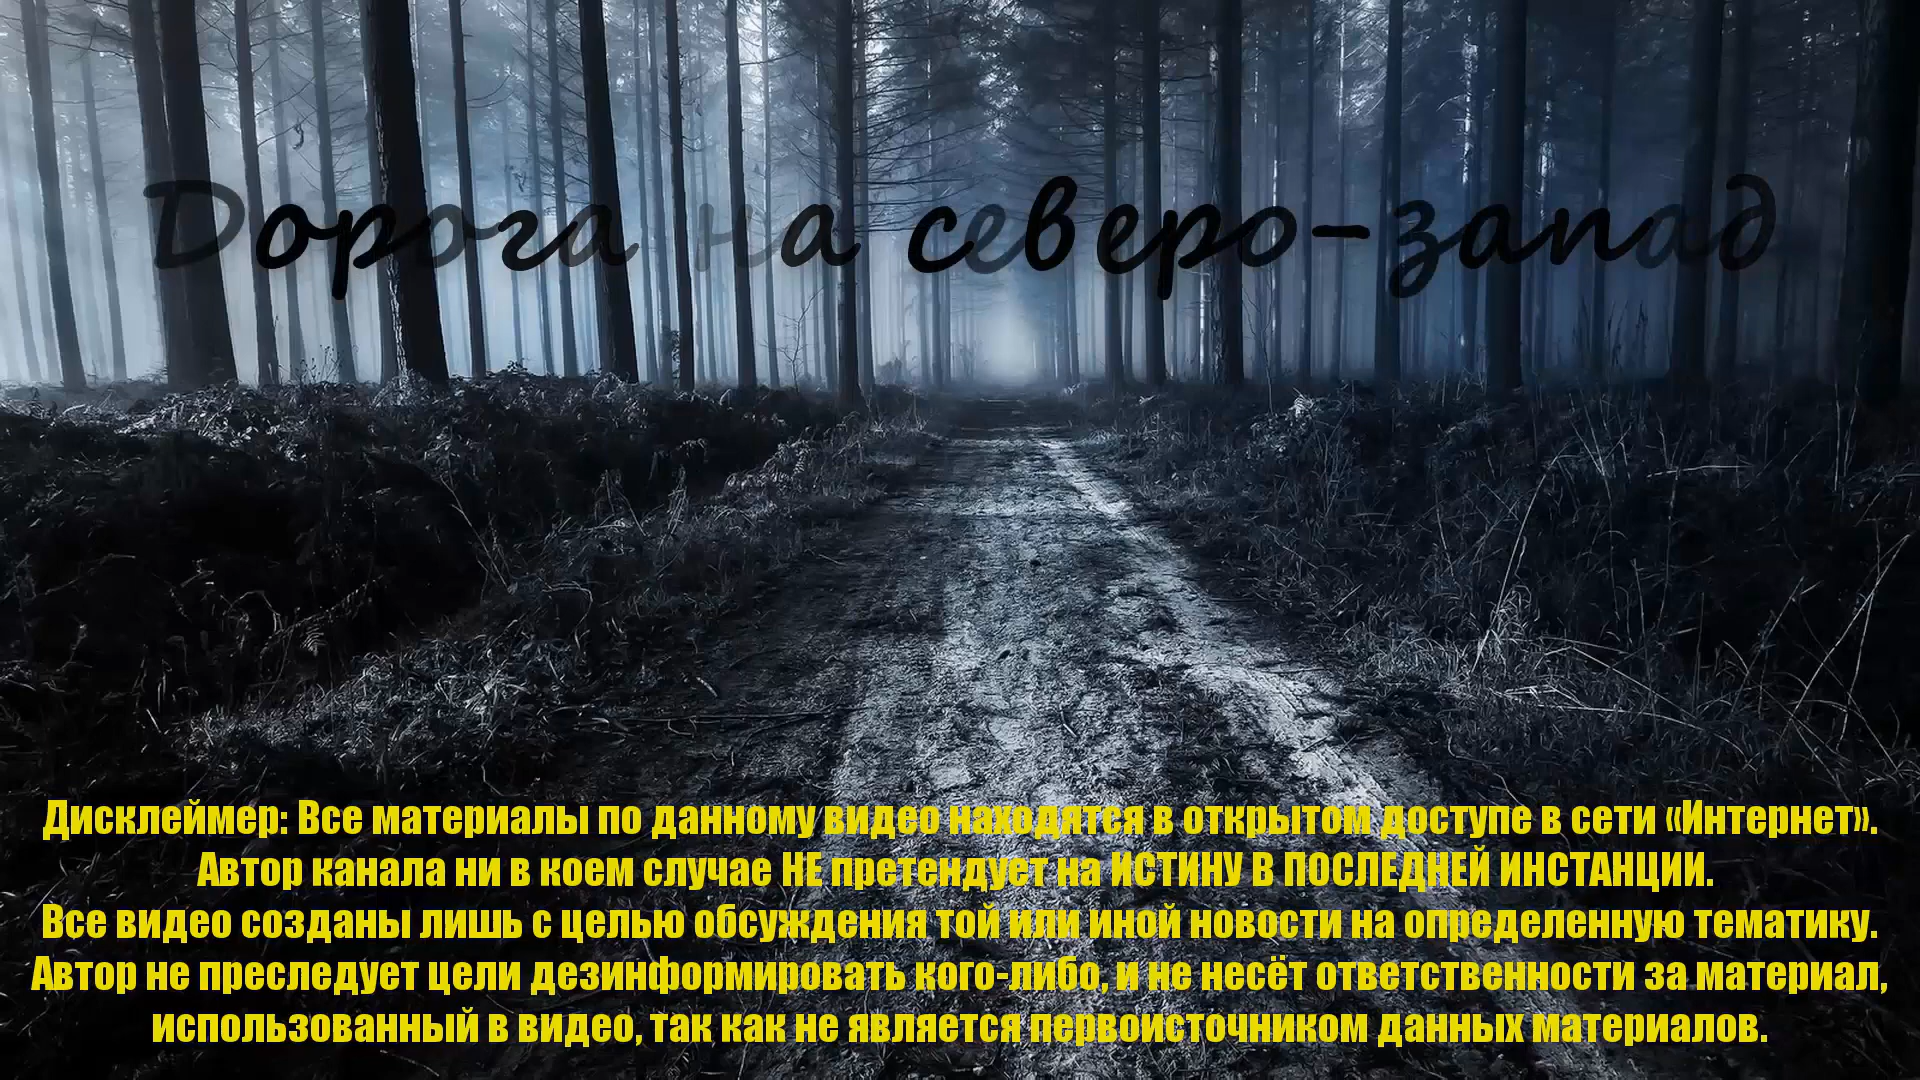 Дорога на северо-запад
Дисклеймер: Все материалы по данному видео находятся в открытом доступе в сети «Интернет».
Автор канала ни в коем случае НЕ претендует на ИСТИНУ В ПОСЛЕДНЕЙ ИНСТАНЦИИ.
Все видео созданы лишь с целью обсуждения той или иной новости на определенную тематику.
Автор не преследует цели дезинформировать кого-либо, и не несёт ответственности за материал,
использованный в видео, так как не является первоисточником данных материалов.